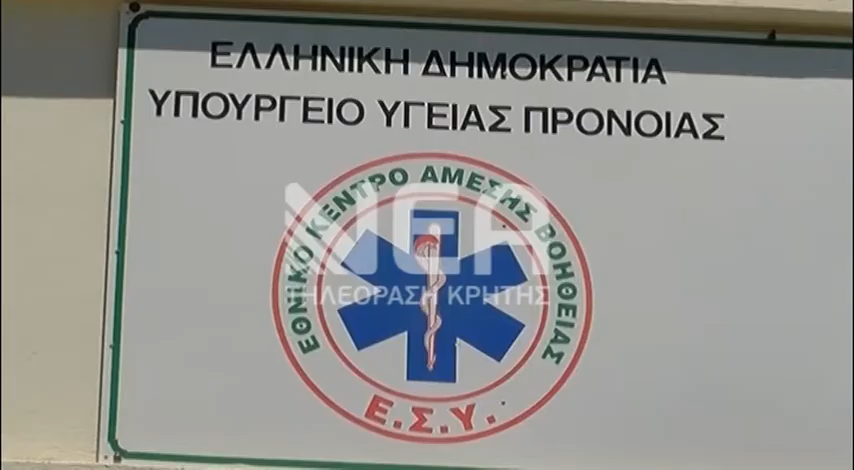 ΕΛΛΗΝΙΚΗ ΔΗΜΟΚΡΑΤΙΑ
ΥΠΟΥΡΓΕΙΟ ΥΓΕΙΑΣ ΠΡΟΝΟΙΑΣ
ΕΘΝΙΚΟ ΚΕΝΤΡΟ ΑΜΕΣΗΣ ΒΟΗΘΕΙΑΣ
ΝΕΑ
ΤΗΛΕΟΡΑΣΗ ΚΡΗΤΗΣ
Ε.Σ.Υ.